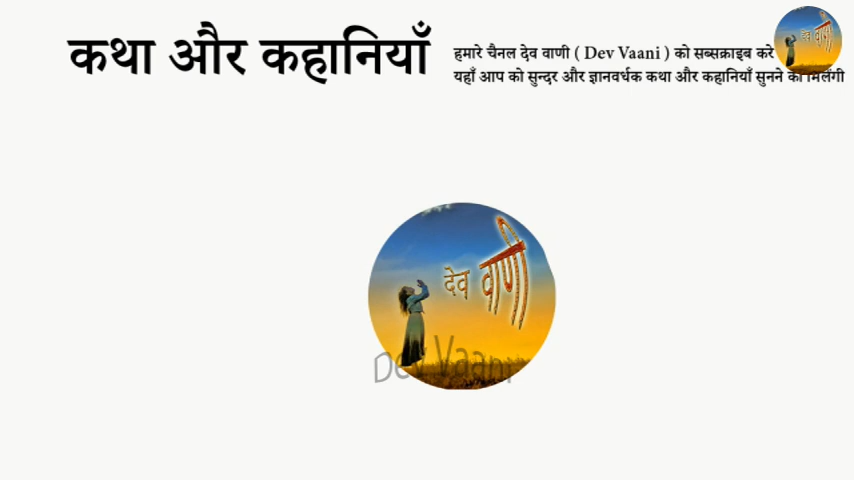 कथा और कहानियाँ
हमारे चैनल देव वाणी ( Dev Vaani ) को सब्सक्राइब करे
यहाँ आप को सुन्दर और ज्ञानवर्धक कथा और कहानियाँ सुनने को मिलेंगी
देव वाणी
देव वाणी
Dev Vaani